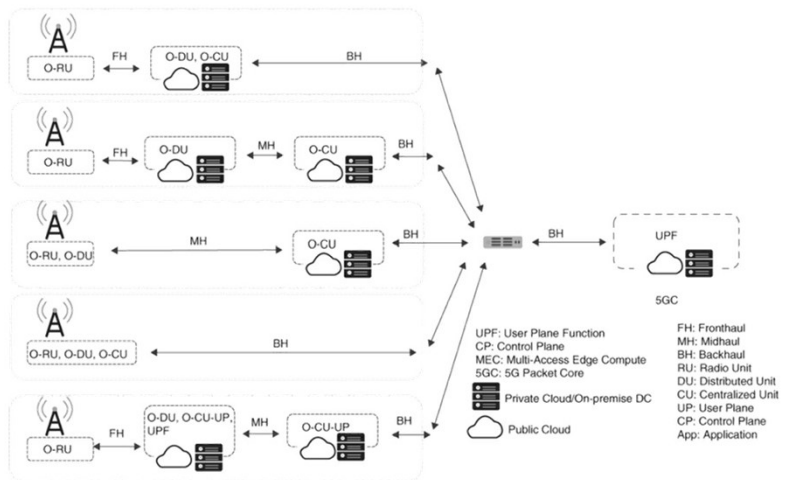 O-RU
FH
O-DU, O-CU
BH
O-RU
FH
O-DU
MH
O-CU
BH
O-RU, O-DU
MH
O-CU
BH
BH
UPF
5GC
O-RU, O-DU, O-CU
BH
O-RU
FH
O-DU, O-CU-UP,
UPF
MH
O-CU-UP
BH
UPF: User Plane Function
CP: Control Plane
MEC: Multi-Access Edge Compute
5GC: 5G Packet Core
Private Cloud/On-premise DC
Public Cloud
FH: Fronthaul
MH: Midhaul
BH: Backhaul
RU: Radio Unit
DU: Distributed Unit
CU: Centralized Unit
UP: User Plane
CP: Control Plane
App: Application